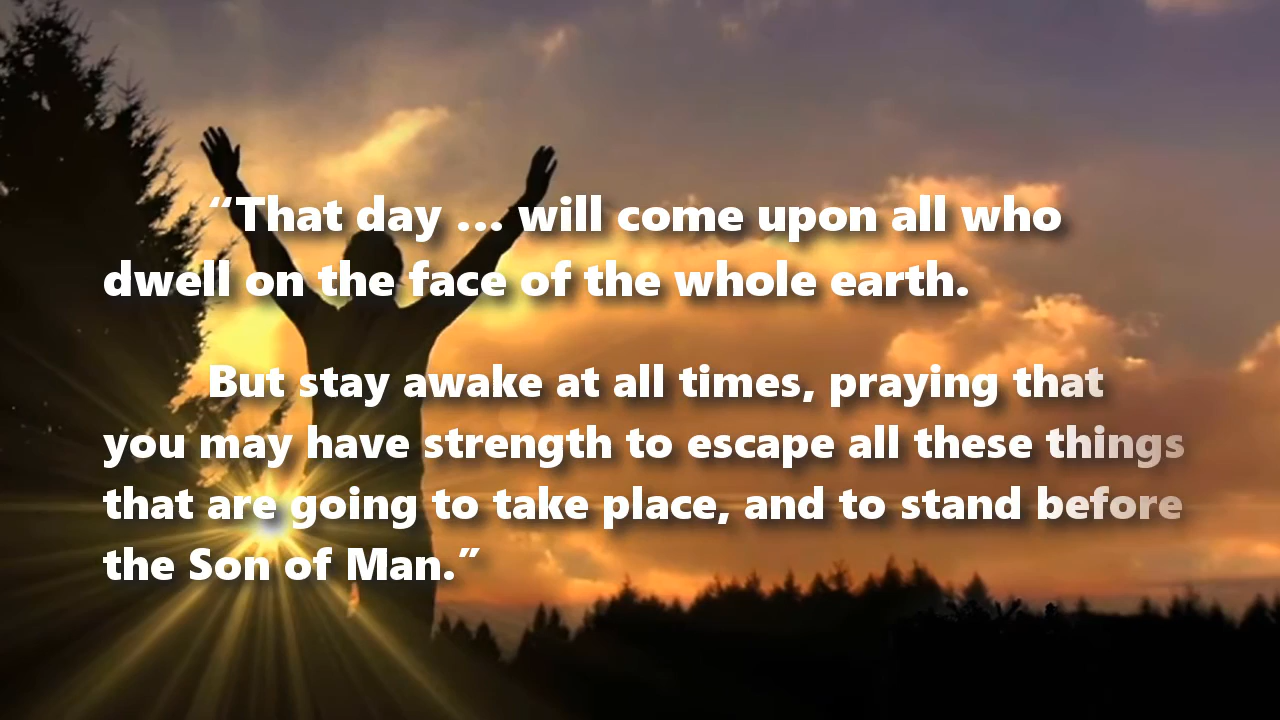 “That day ... will come upon all who
dwell on the face of the whole earth.
But stay awake at all times, praying that
you may have strength to escape all these things
that are going to take place, and to stand before
the Son of Man.”